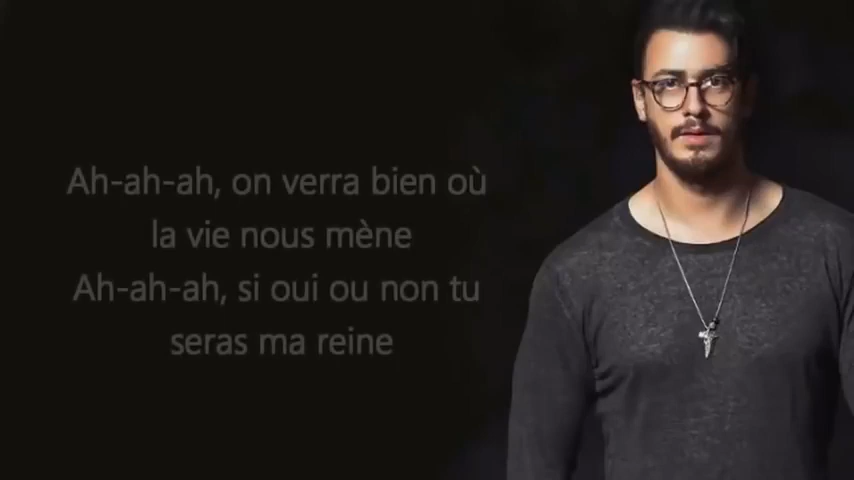 Ah-ah-ah, on verra bien où
la vie nous mène
Ah-ah-ah, si oui ou non tu
seras ma reine